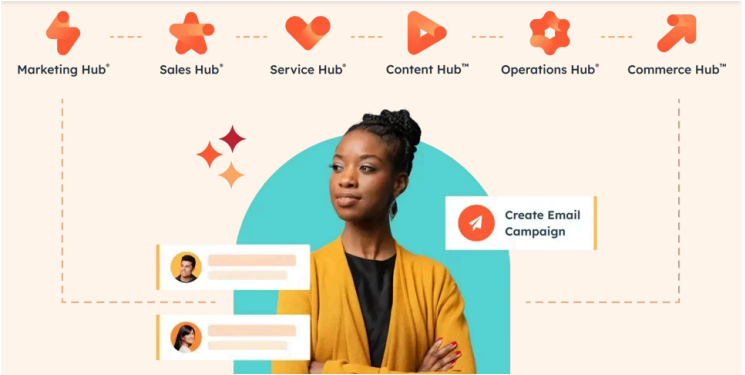 Marketing Hub®
Sales Hub®
Service Hub®
Content Hub™
Operations Hub®
Commerce Hub™
Create Email
Campaign